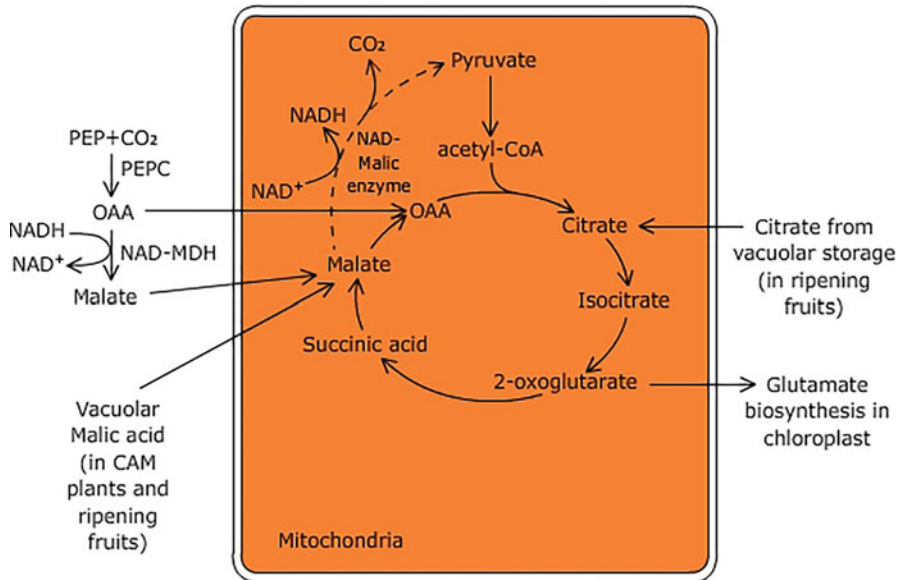 CO₂
Pyruvate
NADH
PEP+CO₂
NAD-
Malic
enzyme
acetyl-CoA
PEPC
NAD⁺
OAA
OAA
NADH
NAD-MDH
NAD⁺
Citrate
Citrate from
vacuolar storage
(in ripening
fruits)
Malate
Malate
Isocitrate
Succinic acid
2-oxoglutarate
Glutamate
biosynthesis in
chloroplast
Vacuolar
Malic acid
(in CAM
plants and
ripening
fruits)
Mitochondria